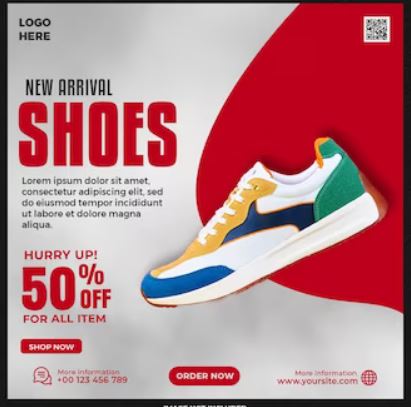 LOGO
HERE
NEW ARRIVAL
SHOES
Lorem ipsum dolor sit amet,
consectetur adipiscing elit, sed
do eiusmod tempor incididunt
ut labore et dolore magna
aliqua.
HURRY UP!
50% OFF
FOR ALL ITEM
SHOP NOW
More information
+00 123 456 789
ORDER NOW
More information
www.yoursite.com